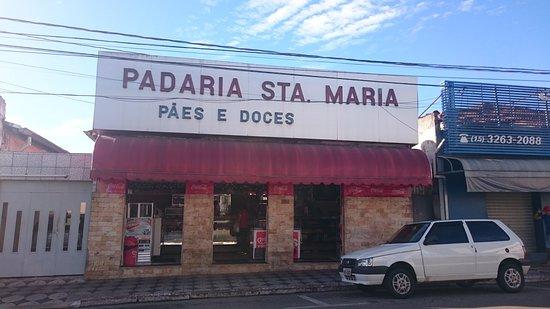 PADARIA STA. MARIA
PÃES E DOCES
(15) 3263-2088